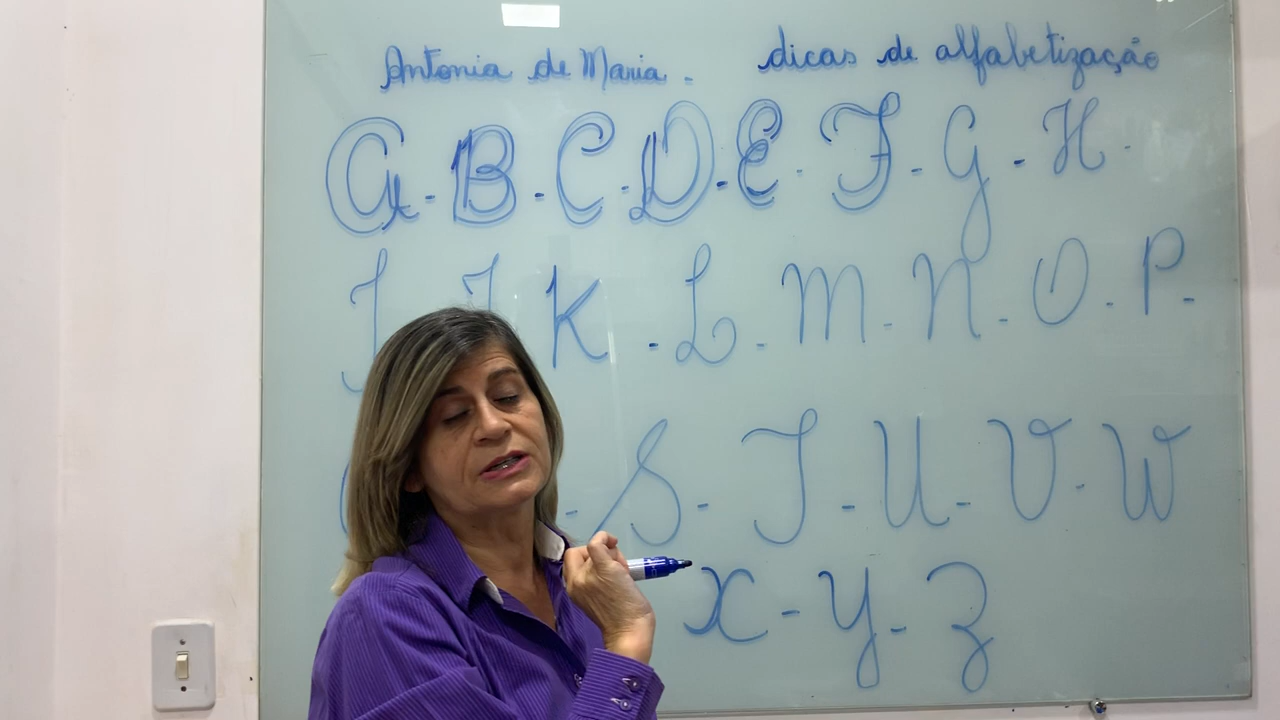 Antonia de Maria - dicas de alfabetização
A - B - C - D - E - F - G - H -
I J K - L - M - N - O - P -
- S - T - U - V - W
X - Y - Z